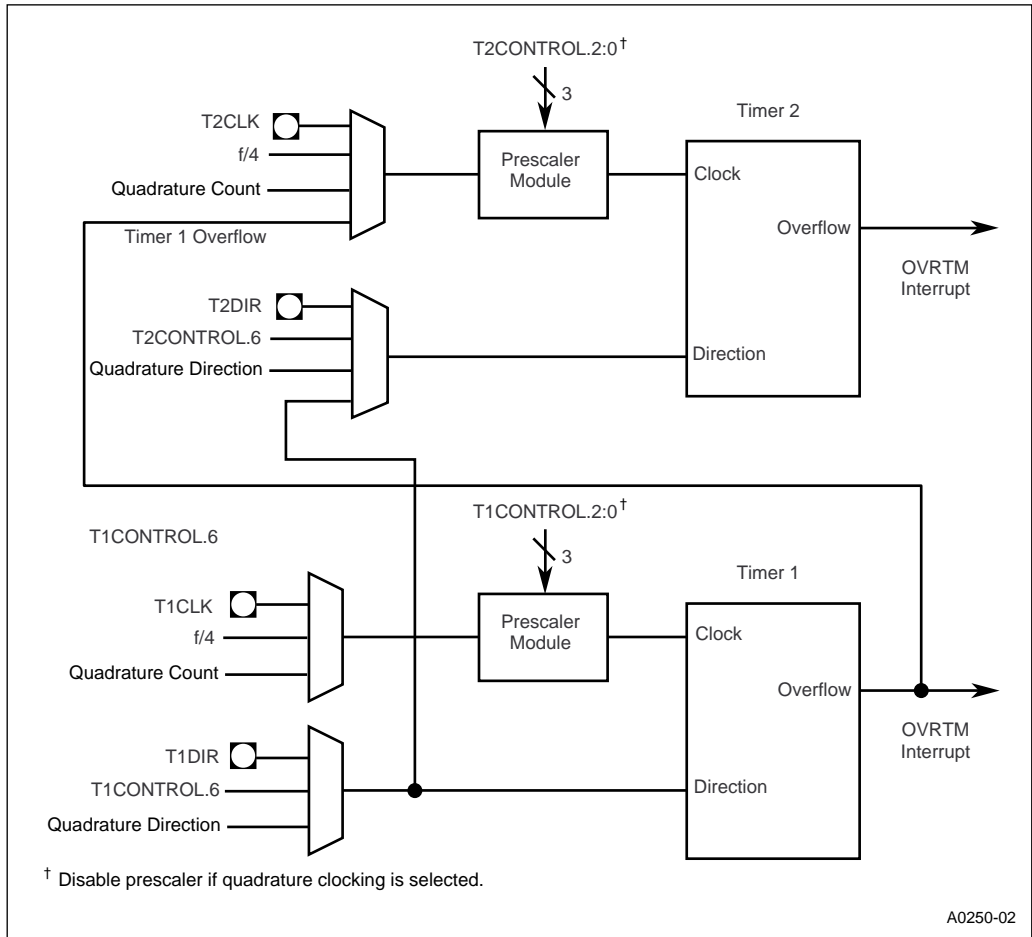 T2CONTROL.2:0†
3
Timer 2
T2CLK
f/4
Quadrature Count
Timer 1 Overflow
Prescaler
Module
Clock
Overflow
OVRTM
Interrupt
T2DIR
T2CONTROL.6
Quadrature Direction
Direction
T1CONTROL.2:0†
3
T1CONTROL.6
Timer 1
T1CLK
f/4
Quadrature Count
Prescaler
Module
Clock
Overflow
OVRTM
Interrupt
T1DIR
T1CONTROL.6
Quadrature Direction
Direction
† Disable prescaler if quadrature clocking is selected.
A0250-02